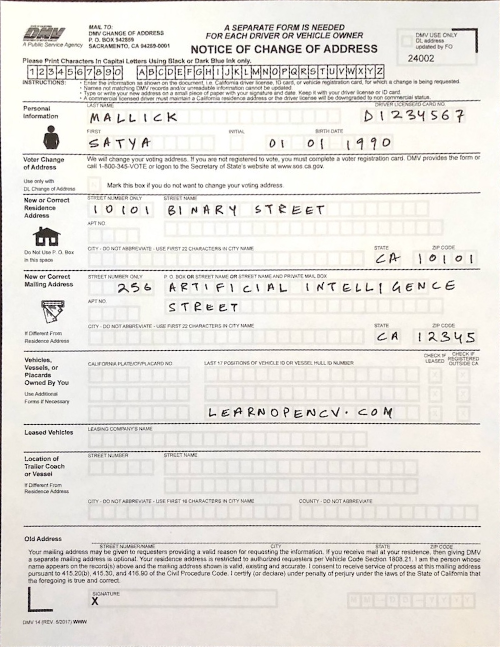 DMV
A Public Service Agency
MAIL TO:
DMV CHANGE OF ADDRESS
P. O. BOX 942859
SACRAMENTO, CA 94259-0001
A SEPARATE FORM IS NEEDED
FOR EACH DRIVER OR VEHICLE OWNER
NOTICE OF CHANGE OF ADDRESS
DMV USE ONLY
DL address
updated by FO
24002
Please Print Characters In Capital Letters Using Black or Dark Blue Ink only.
1234567890 ABCDEFGHIJKLMNOPQRSTUVWXYZ
INSTRUCTIONS: • Enter the information as shown on the document, i.e. California driver license, ID card, or vehicle registration card, for which a change is being requested.
• Names not matching DMV records and/or unreadable information cannot be updated.
• Type or write your new address on a small piece of paper with your signature and date. Keep it with your driver license or ID card.
• A commercial licensed driver must maintain a California residence address or the driver license will be downgraded to non commercial status.
Personal
Information
LAST NAME
DRIVER LICENSE/ID CARD NO.
MALLICK D1234567
FIRST INITIAL BIRTH DATE
SATYA 01 01 1990
Voter Change
of Address
We will change your voting address. If you are not registered to vote, you must complete a voter registration card. DMV provides the form or
call 1-800-345-VOTE or logon to the Secretary of State's website at www.sos.ca.gov.
Use only with
DL Change of Address
Mark this box if you do not want to change your voting address.
New or Correct
Residence
Address
STREET NUMBER ONLY STREET NAME
10101 BINARY STREET
APT NO.
Do Not Use P. O. Box
in this space
CITY - DO NOT ABBREVIATE - USE FIRST 22 CHARACTERS IN CITY NAME STATE ZIP CODE
CA 10101
New or Correct
Mailing Address
STREET NUMBER ONLY P. O. BOX OR STREET NAME OR STREET NAME AND PRIVATE MAIL BOX
256 ARTIFICIAL INTELLIGENCE
APT NO.
STREET
If Different From
Residence Address
CITY - DO NOT ABBREVIATE - USE FIRST 22 CHARACTERS IN CITY NAME STATE ZIP CODE
CA 12345
Vehicles,
Vessels, or
Placards
Owned By You
Use Additional
Forms if Necessary
CALIFORNIA PLATE/CF/PLACARD NO. LAST 17 POSITIONS OF VEHICLE ID OR VESSEL HULL ID NUMBER
CHECK IF
LEASED
CHECK IF
REGISTERED
OUTSIDE CA
LEARNOPENCV.COM
Leased Vehicles
LEASING COMPANY'S NAME
Location of
Trailer Coach
or Vessel
If Different From
Residence Address
STREET NUMBER STREET NAME
CITY - DO NOT ABBREVIATE - USE FIRST 16 CHARACTERS IN CITY NAME COUNTY - DO NOT ABBREVIATE
Old Address
STREET NUMBER/NAME CITY STATE ZIP CODE
Your mailing address may be given to requesters providing a valid reason for requesting the information. If you receive mail at your residence, then giving DMV
a separate mailing address is optional. Your residence address is restricted to authorized requesters per Vehicle Code Section 1808.21. I am the person whose
name appears on the record(s) above and the mailing address shown is valid, existing and accurate. I consent to receive service of process at this mailing address
pursuant to 415.20(b), 415.30, and 416.90 of the Civil Procedure Code. I certify (or declare) under penalty of perjury under the laws of the State of California that
the foregoing is true and correct.
SIGNATURE
X
DMV 14 (REV. 5/2017) WWW